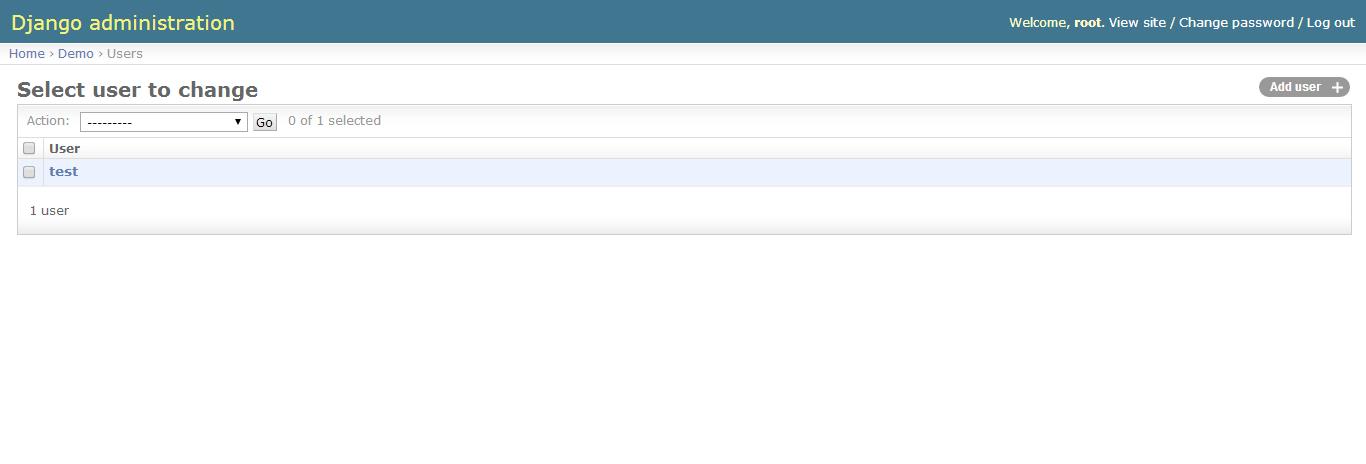 Django administration
Welcome, root. View site / Change password / Log out
Home › Demo › Users
Select user to change
Add user +
Action: --------- Go 0 of 1 selected
User
test
1 user